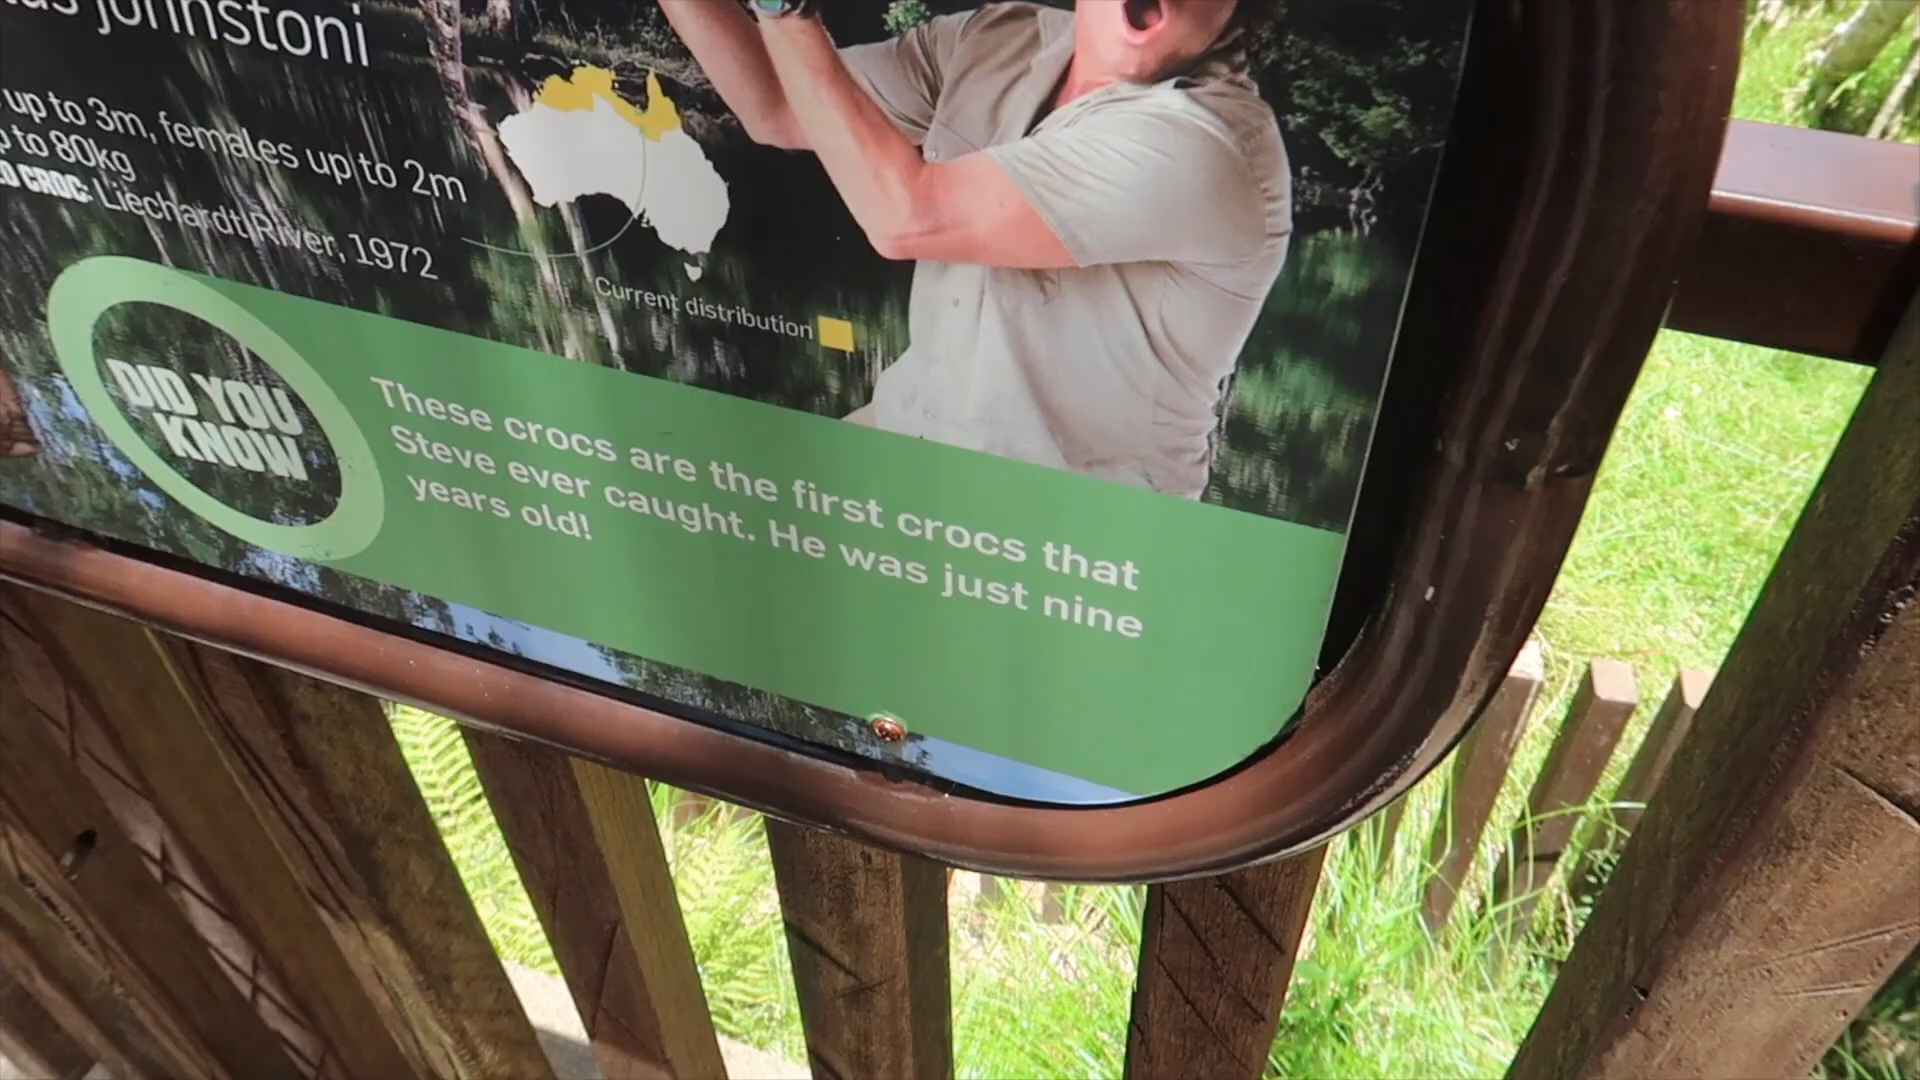 johnstoni
up to 3m, females up to 2m
to 80kg
CROC: Liechardt River, 1972
Current distribution
DID YOU
KNOW
These crocs are the first crocs that
Steve ever caught. He was just nine
years old!